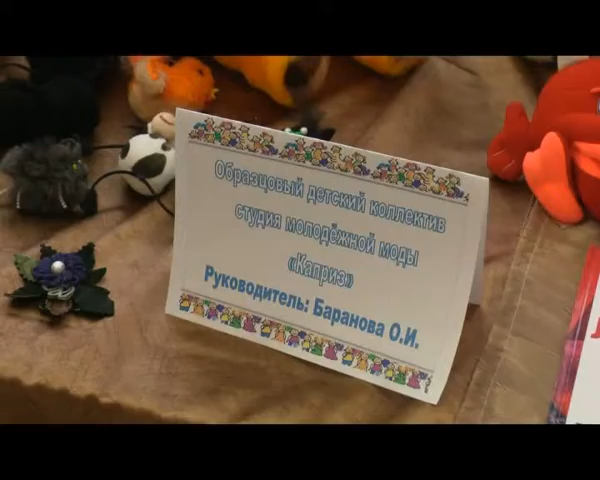 Образцовый детский коллектив
студия молодёжной моды
«Каприз»
Руководитель: Баранова О.И.